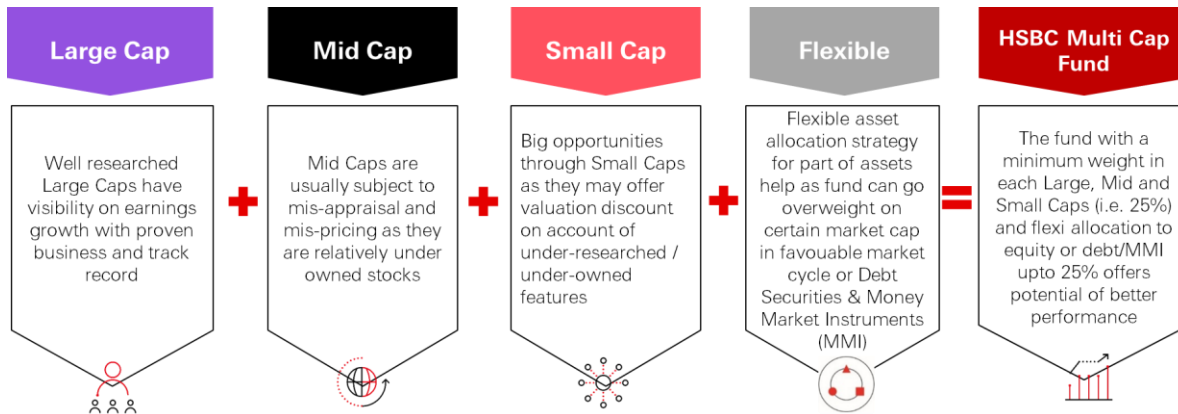 Large Cap
Well researched
Large Caps have
visibility on earnings
growth with proven
business and track
record
Mid Cap
Mid Caps are
usually subject to
mis-appraisal and
mis-pricing as they
are relatively under
owned stocks
Small Cap
Big opportunities
through Small Caps
as they may offer
valuation discount
on account of
under-researched /
under-owned
features
Flexible
Flexible asset
allocation strategy
for part of assets
help as fund can go
overweight on
certain market cap
in favouable market
cycle or Debt
Securities & Money
Market Instruments
(MMI)
HSBC Multi Cap
Fund
The fund with a
minimum weight in
each Large, Mid and
Small Caps (i.e. 25%)
and flexi allocation to
equity or debt/MMI
upto 25% offers
potential of better
performance